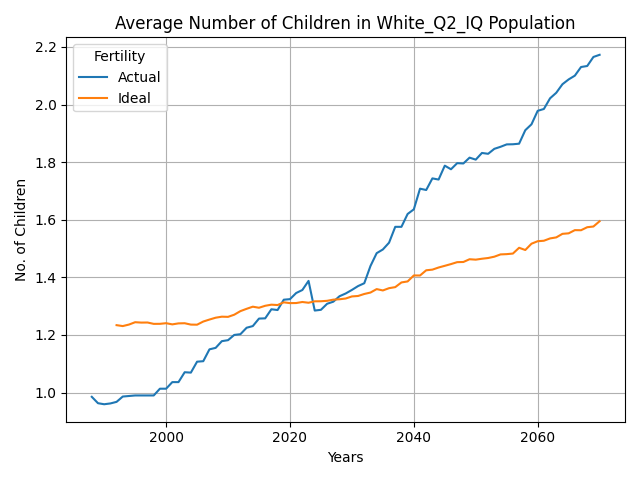 Average Number of Children in White_Q2_IQ Population
Fertility
Actual
Ideal
No. of Children
2.2
2.0
1.8
1.6
1.4
1.2
1.0
2000
2020
2040
2060
Years